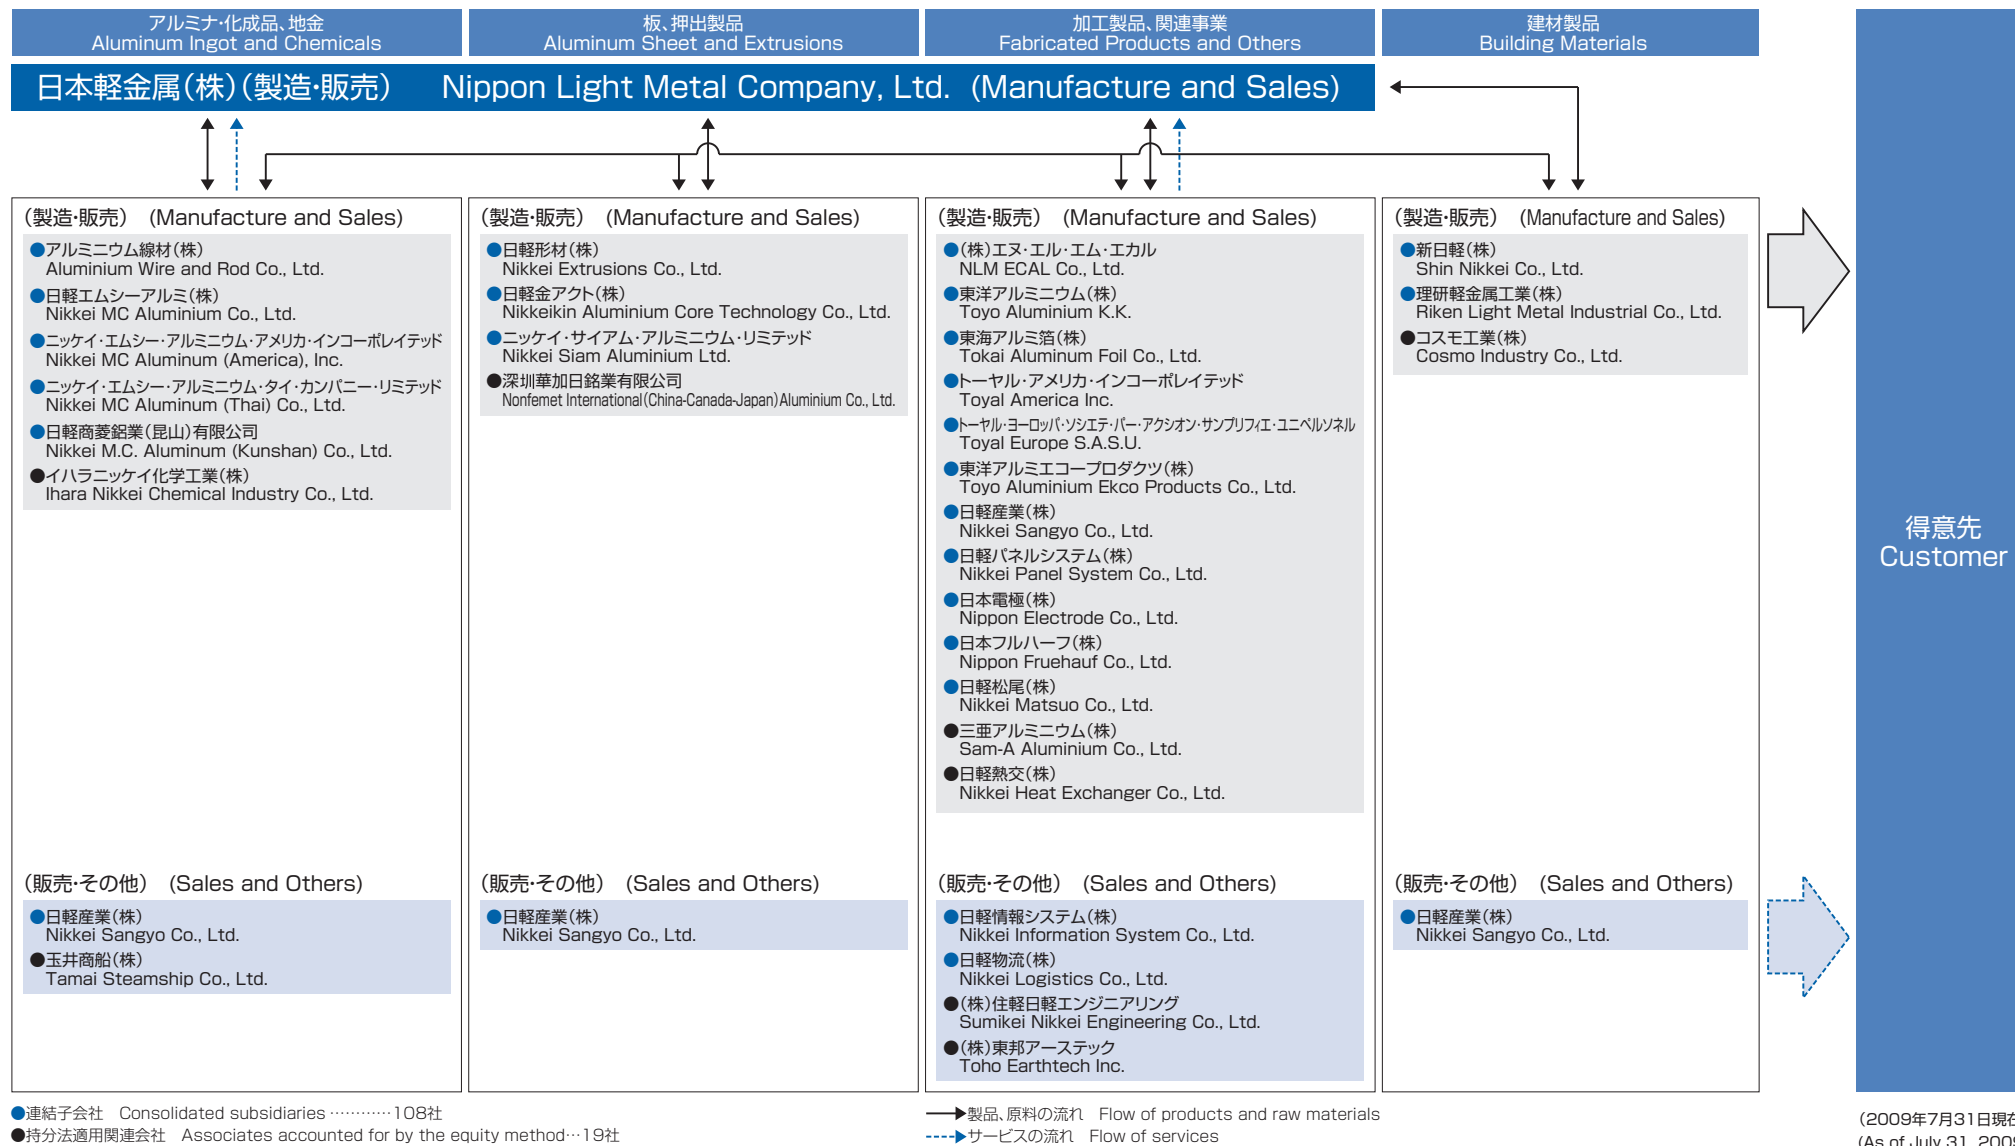 アルミナ・化成品、地金
Aluminum Ingot and Chemicals
板、押出製品
Aluminum Sheet and Extrusions
加工製品、関連事業
Fabricated Products and Others
建材製品
Building Materials
日本軽金属（株）（製造・販売） Nippon Light Metal Company, Ltd. (Manufacture and Sales)
（製造・販売） (Manufacture and Sales)
●アルミニウム線材（株）
Aluminium Wire and Rod Co., Ltd.
●日軽エムシーアルミ（株）
Nikkei MC Aluminium Co., Ltd.
●ニッケイ・エムシー・アルミニウム・アメリカ・インコーポレイテッド
Nikkei MC Aluminum (America), Inc.
●ニッケイ・エムシー・アルミニウム・タイ・カンパニー・リミテッド
Nikkei MC Aluminum (Thai) Co., Ltd.
●日軽商菱鋁業（昆山）有限公司
Nikkei M.C. Aluminum (Kunshan) Co., Ltd.
●イハラニッケイ化学工業（株）
Ihara Nikkei Chemical Industry Co., Ltd.
（販売・その他） (Sales and Others)
●日軽産業（株）
Nikkei Sangyo Co., Ltd.
●玉井商船（株）
Tamai Steamship Co., Ltd.
（製造・販売） (Manufacture and Sales)
●日軽形材（株）
Nikkei Extrusions Co., Ltd.
●日軽金アクト（株）
Nikkeikin Aluminium Core Technology Co., Ltd.
●ニッケイ・サイアム・アルミニウム・リミテッド
Nikkei Siam Aluminium Ltd.
●深圳華加日鋁業有限公司
Nonfemet International(China-Canada-Japan)Aluminium Co., Ltd.
（販売・その他） (Sales and Others)
●日軽産業（株）
Nikkei Sangyo Co., Ltd.
（製造・販売） (Manufacture and Sales)
●（株）エヌ・エル・エム・エカル
NLM ECAL Co., Ltd.
●東洋アルミニウム（株）
Toyo Aluminium K.K.
●東海アルミ箔（株）
Tokai Aluminum Foil Co., Ltd.
●トーヤル・アメリカ・インコーポレイテッド
Toyal America Inc.
●トーヤル・ヨーロッパ・ソシエテ・パー・アクシオン・サンプリフィエ・ユニペルソネル
Toyal Europe S.A.S.U.
●東洋アルミエコープロダクツ（株）
Toyo Aluminium Ekco Products Co., Ltd.
●日軽産業（株）
Nikkei Sangyo Co., Ltd.
●日軽パネルシステム（株）
Nikkei Panel System Co., Ltd.
●日本電極（株）
Nippon Electrode Co., Ltd.
●日本フルハーフ（株）
Nippon Fruehauf Co., Ltd.
●日軽松尾（株）
Nikkei Matsuo Co., Ltd.
●三亜アルミニウム（株）
Sam-A Aluminium Co., Ltd.
●日軽熱交（株）
Nikkei Heat Exchanger Co., Ltd.
（販売・その他） (Sales and Others)
●日軽情報システム（株）
Nikkei Information System Co., Ltd.
●日軽物流（株）
Nikkei Logistics Co., Ltd.
●（株）住軽日軽エンジニアリング
Sumikei Nikkei Engineering Co., Ltd.
●（株）東邦アーステック
Toho Earthtech Inc.
（製造・販売） (Manufacture and Sales)
●新日軽（株）
Shin Nikkei Co., Ltd.
●理研軽金属工業（株）
Riken Light Metal Industrial Co., Ltd.
●コスモ工業（株）
Cosmo Industry Co., Ltd.
（販売・その他） (Sales and Others)
●日軽産業（株）
Nikkei Sangyo Co., Ltd.
得意先
Customer
●連結子会社 Consolidated subsidiaries …………108社
●持分法適用関連会社 Associates accounted for by the equity method…19社
製品、原料の流れ Flow of products and raw materials
サービスの流れ Flow of services
（2009年7月31日現在
(As of July 31,